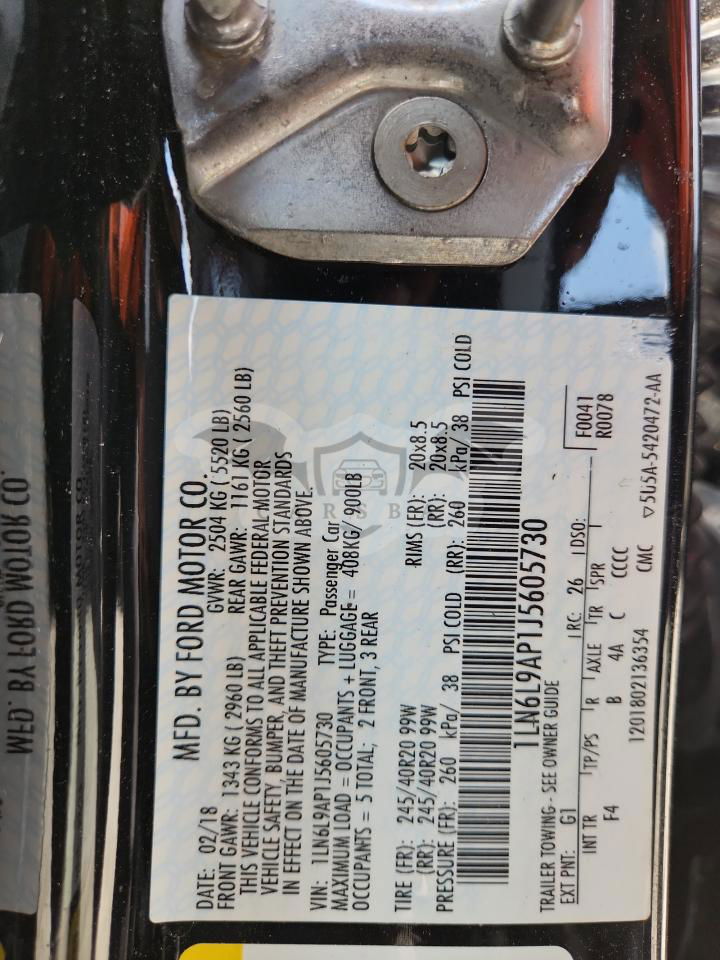 MFD. BY FORD MOTOR CO.
DATE: 02/18 GVWR: 2504 KG ( 5520 LB)
FRONT GAWR: 1343 KG ( 2960 LB) REAR GAWR: 1161 KG ( 2560 LB)
THIS VEHICLE CONFORMS TO ALL APPLICABLE FEDERAL MOTOR
VEHICLE SAFETY, BUMPER, AND THEFT PREVENTION STANDARDS
IN EFFECT ON THE DATE OF MANUFACTURE SHOWN ABOVE.
VIN: 1LN6L9AP1J5605730 TYPE: Passenger Car
MAXIMUM LOAD = OCCUPANTS + LUGGAGE = 408KG/ 900LB
OCCUPANTS = 5 TOTAL; 2 FRONT, 3 REAR
TIRE (FR): 245/40R20 99W RIMS (FR): 20x8.5
(RR): 245/40R20 99W (RR): 20x8.5
PRESSURE (FR): 260 kPa/ 38 PSI COLD (RR): 260 kPa/ 38 PSI COLD
1LN6L9AP1J5605730
TRAILER TOWING- SEE OWNER GUIDE
EXT PNT: G1 RC: 26 DSO: F0041
R0078
INT TR TP/PS R AXLE TR SPR
F4 B 4A C CCCC
1201802136354 CMC ▽5U5A-5420472-AA
RSB
MFD. BY FORD MOTOR CO.